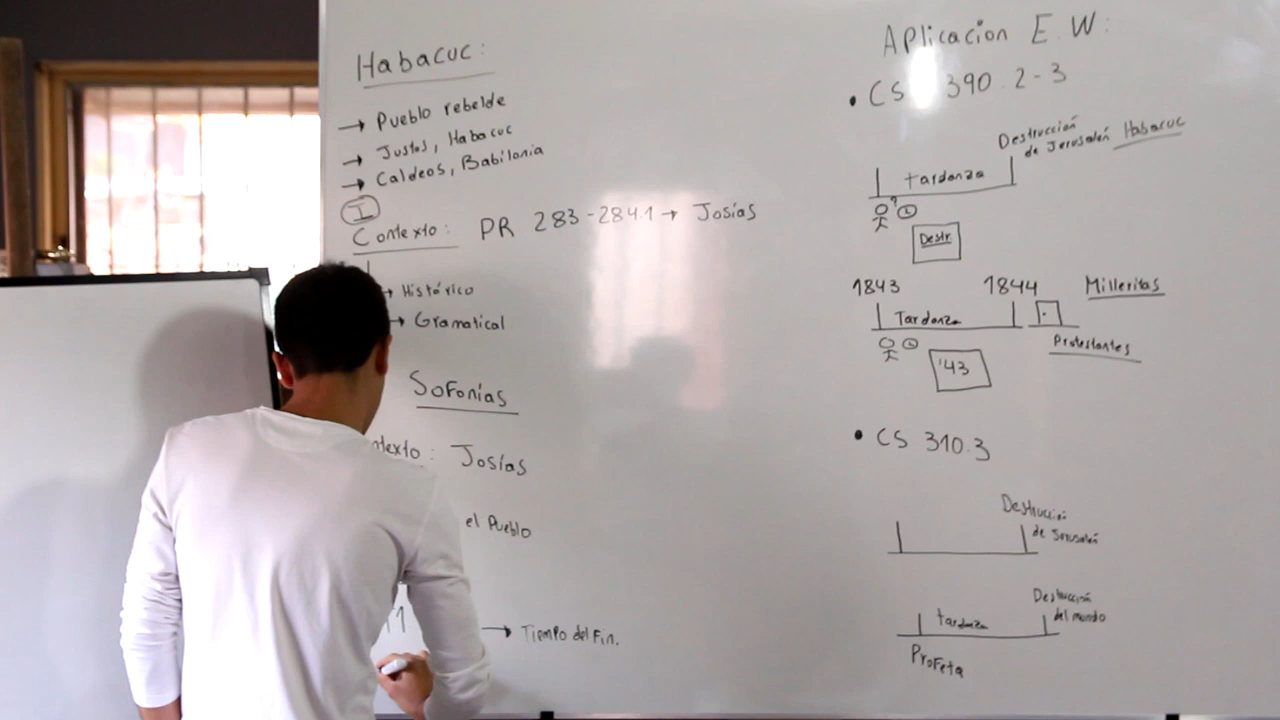 Habacuc:
→ Pueblo rebelde
→ Justos, Habacuc
→ Caldeos, Babilonia
I
Contexto: PR 283-284.1 → Josías
→ Histórico
→ Gramatical
Sofonías
ntexto: Josías
el Pueblo
→ Tiempo del Fin.
Aplicacion E.W:
• CS 390.2-3
Destrucción
de Jerusalén Habacuc
tardanza
Destr
1843 1844 Milleritas
Tardanza
Protestantes
'43
• CS 310.3
Destrucción
de Jerusalén
Destrucción
del mundo
tardanza
Profeta